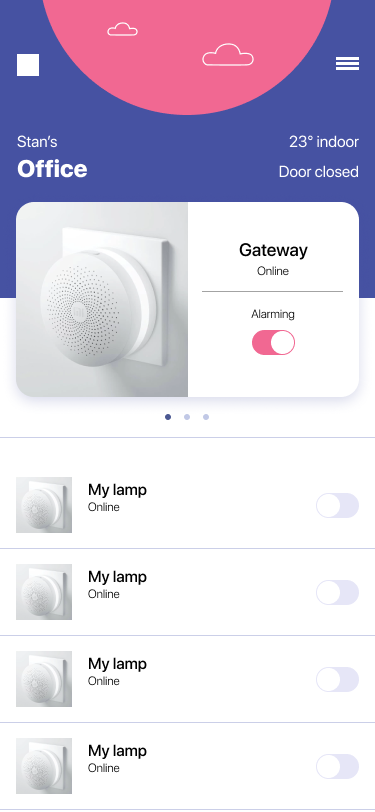 Stan’s
23° indoor
Office
Door closed
Gateway
Online
Alarming
My lamp
Online
My lamp
Online
My lamp
Online
My lamp
Online